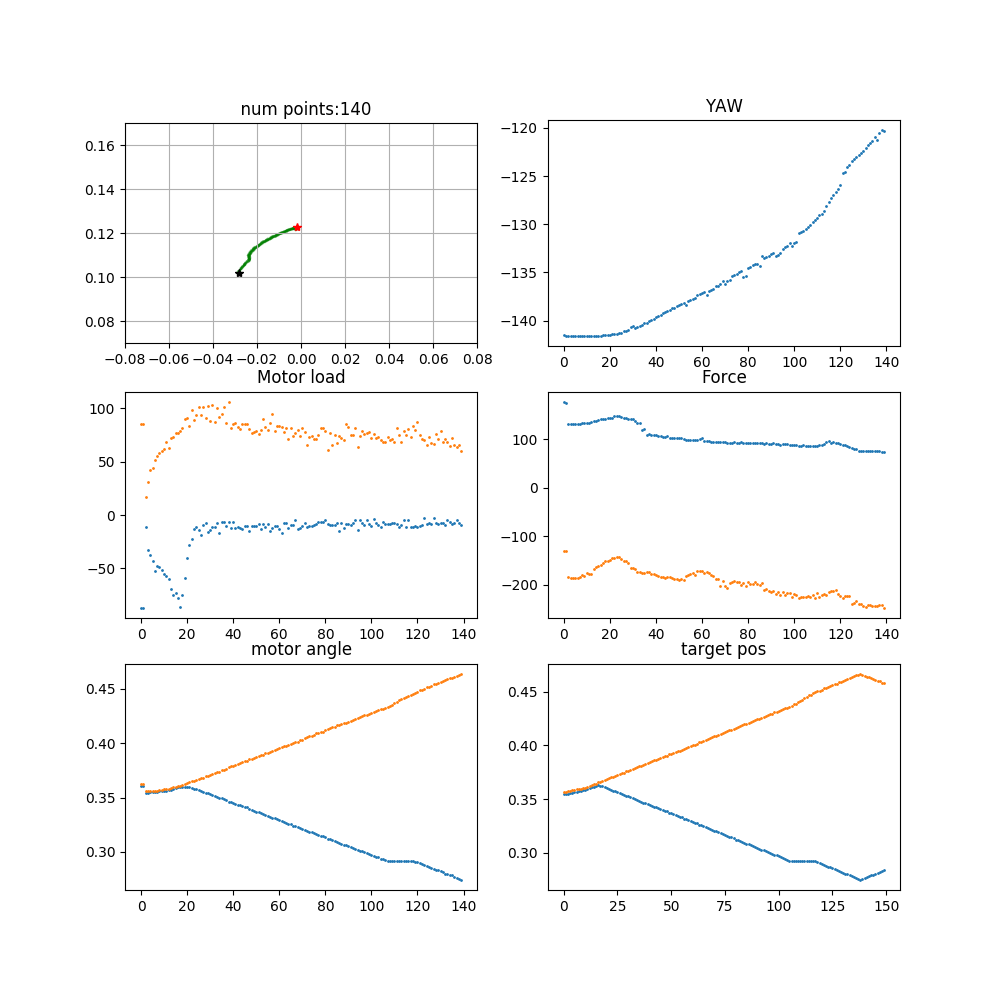 num points:140
0.16
0.14
0.12
0.10
0.08
−0.08 −0.06 −0.04 −0.02 0.00 0.02 0.04 0.06 0.08
YAW
−120
−125
−130
−135
−140
0 20 40 60 80 100 120 140
Motor load
100
50
0
−50
0 20 40 60 80 100 120 140
Force
100
0
−100
−200
0 20 40 60 80 100 120 140
motor angle
0.45
0.40
0.35
0.30
0 20 40 60 80 100 120 140
target pos
0.45
0.40
0.35
0.30
0 25 50 75 100 125 150